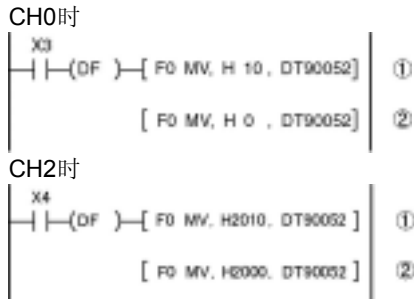 CH0时
X3
(DF )[ F0 MV, H 10 , DT90052] ①
[ F0 MV, H 0 , DT90052] ②
CH2时
X4
(DF )[ F0 MV, H2010, DT90052 ] ①
[ F0 MV, H2000, DT90052 ] ②